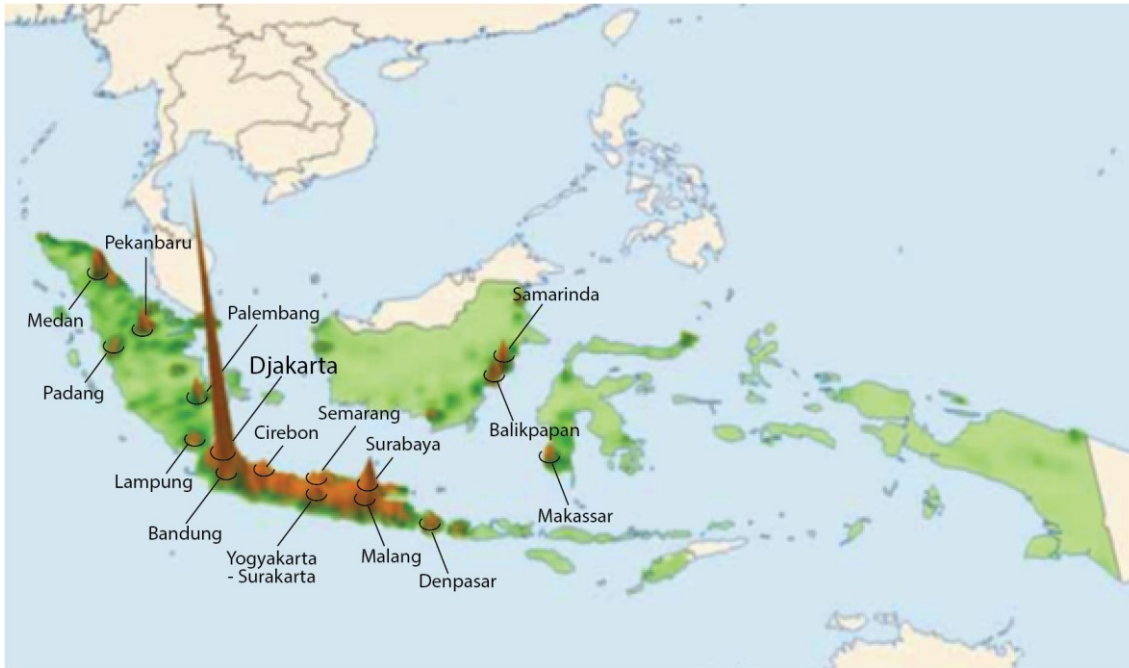 Pekanbaru
Samarinda
Palembang
Medan
Djakarta
Padang
Semarang
Cirebon
Surabaya
Balikpapan
Lampung
Makassar
Bandung
Yogyakarta
- Surakarta
Malang
Denpasar